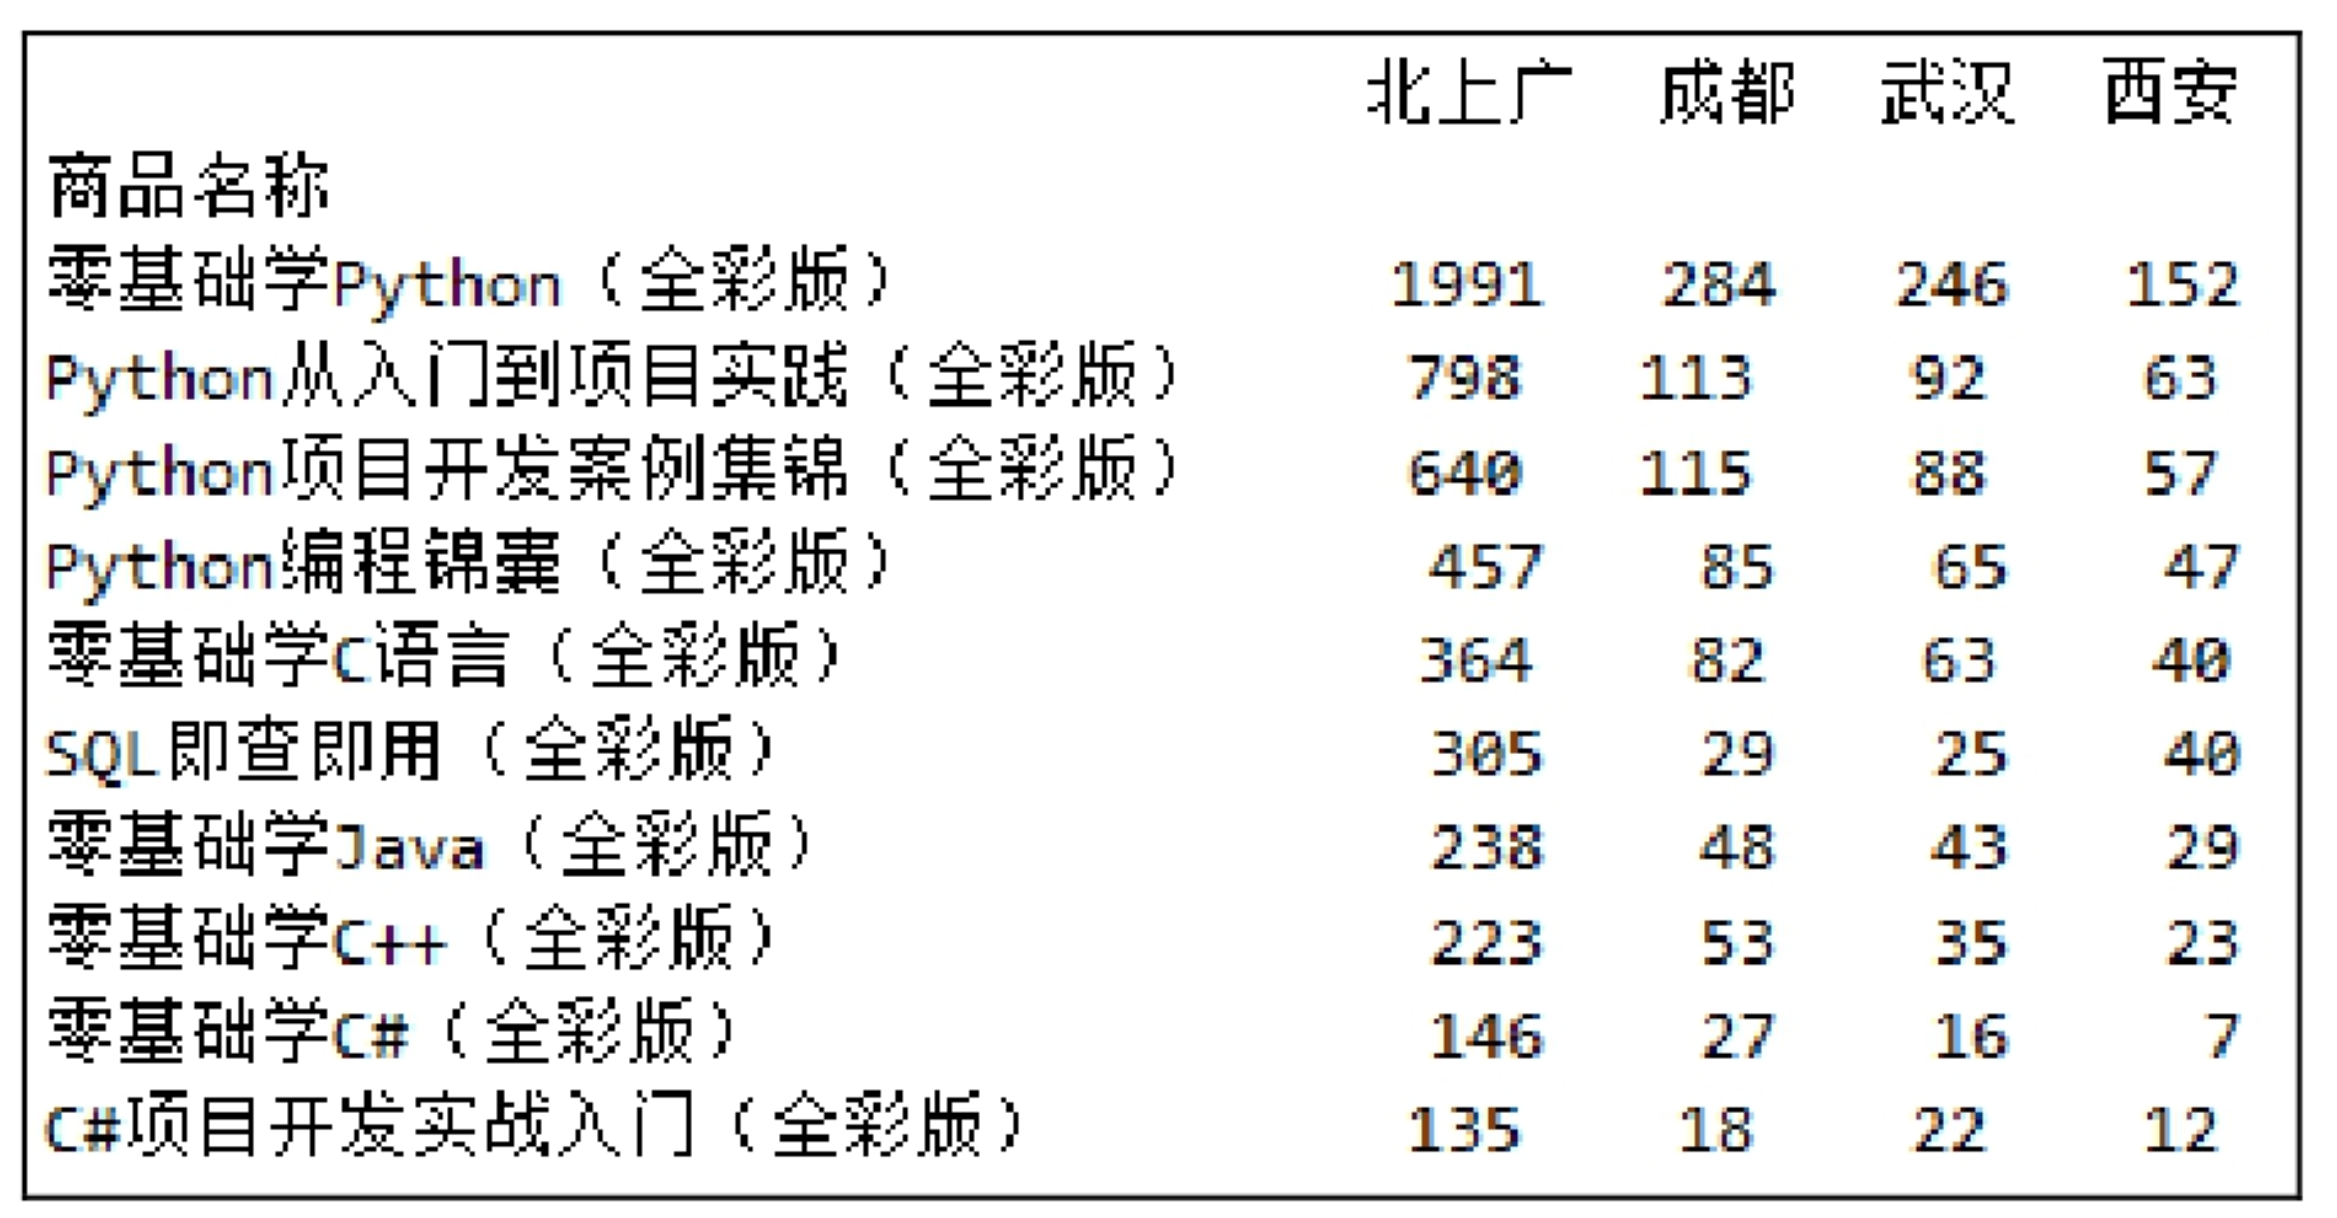 北上广 成都 武汉 西安
商品名称
零基础学Python（全彩版） 1991 284 246 152
Python从入门到项目实践（全彩版） 798 113 92 63
Python项目开发案例集锦（全彩版） 640 115 88 57
Python编程锦囊（全彩版） 457 85 65 47
零基础学C语言（全彩版） 364 82 63 40
SQL即查即用（全彩版） 305 29 25 40
零基础学Java（全彩版） 238 48 43 29
零基础学C++（全彩版） 223 53 35 23
零基础学C#（全彩版） 146 27 16 7
C#项目开发实战入门（全彩版） 135 18 22 12